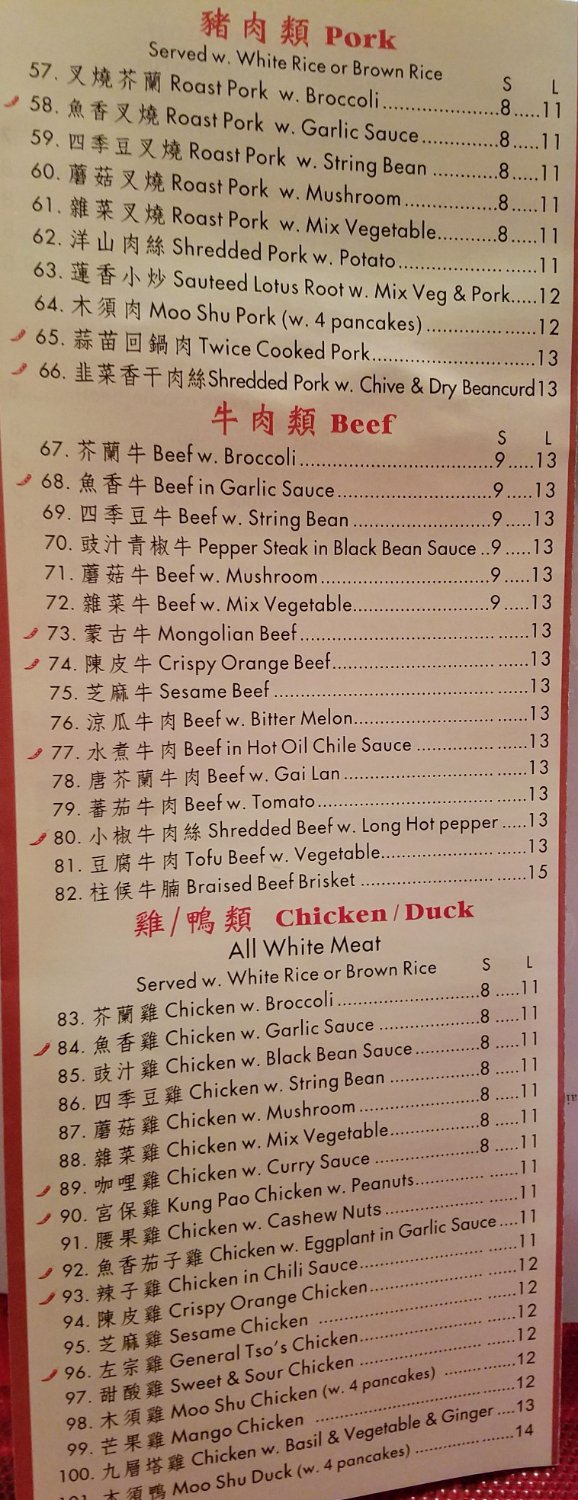 豬肉類 Pork
Served w. White Rice or Brown Rice
S L
57. 叉燒芥蘭 Roast Pork w. Broccoli..................8.....11
58. 魚香叉燒 Roast Pork w. Garlic Sauce.............8.....11
59. 四季豆叉燒 Roast Pork w. String Bean ............8.....11
60. 蘑菇叉燒 Roast Pork w. Mushroom...............8.....11
61. 雜菜叉燒 Roast Pork w. Mix Vegetable..........8.....11
62. 洋山肉絲 Shredded Pork w. Potato......................11
63. 蓮香小炒 Sauteed Lotus Root w. Mix Veg & Pork.....12
64. 木須肉 Moo Shu Pork (w. 4 pancakes)..................12
65. 蒜苗回鍋肉 Twice Cooked Pork...........................13
66. 韭菜香干肉絲Shredded Pork w. Chive & Dry Beancurd13
牛肉類 Beef
S L
67. 芥蘭牛 Beef w. Broccoli................................9.....13
68. 魚香牛 Beef in Garlic Sauce..........................9.....13
69. 四季豆牛 Beef w. String Bean .......................9.....13
70. 豉汁青椒牛 Pepper Steak in Black Bean Sauce ..9.....13
71. 蘑菇牛 Beef w. Mushroom............................9.....13
72. 雜菜牛 Beef w. Mix Vegetable.......................9.....13
73. 蒙古牛 Mongolian Beef......................................13
74. 陳皮牛 Crispy Orange Beef.................................13
75. 芝麻牛 Sesame Beef ..........................................13
76. 涼瓜牛肉 Beef w. Bitter Melon.............................13
77. 水煮牛肉 Beef in Hot Oil Chile Sauce ...................13
78. 唐芥蘭牛肉 Beef w. Gai Lan ...............................13
79. 蕃茄牛肉 Beef w. Tomato...................................13
80. 小椒牛肉絲 Shredded Beef w. Long Hot pepper .....13
81. 豆腐牛肉 Tofu Beef w. Vegetable.........................13
82. 柱候牛腩 Braised Beef Brisket .............................15
雞/鴨類 Chicken/Duck
All White Meat
Served w. White Rice or Brown Rice
S L
83. 芥蘭雞 Chicken w. Broccoli........................8.....11
84. 魚香雞 Chicken w. Garlic Sauce .................8.....11
85. 豉汁雞 Chicken w. Black Bean Sauce...........8.....11
86. 四季豆雞 Chicken w. String Bean ...............8.....11
87. 蘑菇雞 Chicken w. Mushroom....................8.....11
88. 雜菜雞 Chicken w. Mix Vegetable...............8.....11
89. 咖哩雞 Chicken w. Curry Sauce ..................8.....11
90. 宮保雞 Kung Pao Chicken w. Peanuts.................11
91. 腰果雞 Chicken w. Cashew Nuts.......................11
92. 魚香茄子雞 Chicken w. Eggplant in Garlic Sauce....11
93. 辣子雞 Chicken in Chili Sauce...........................11
94. 陳皮雞 Crispy Orange Chicken.........................12
95. 芝麻雞 Sesame Chicken ..................................12
96. 左宗雞 General Tso's Chicken...........................12
97. 甜酸雞 Sweet & Sour Chicken ..........................12
98. 木須雞 Moo Shu Chicken (w. 4 pancakes) ............12
99. 芒果雞 Mango Chicken ..................................12
100. 九層塔雞 Chicken w. Basil & Vegetable & Ginger ....13
木須鴨 Moo Shu Duck (w. 4 pancakes) ..................14